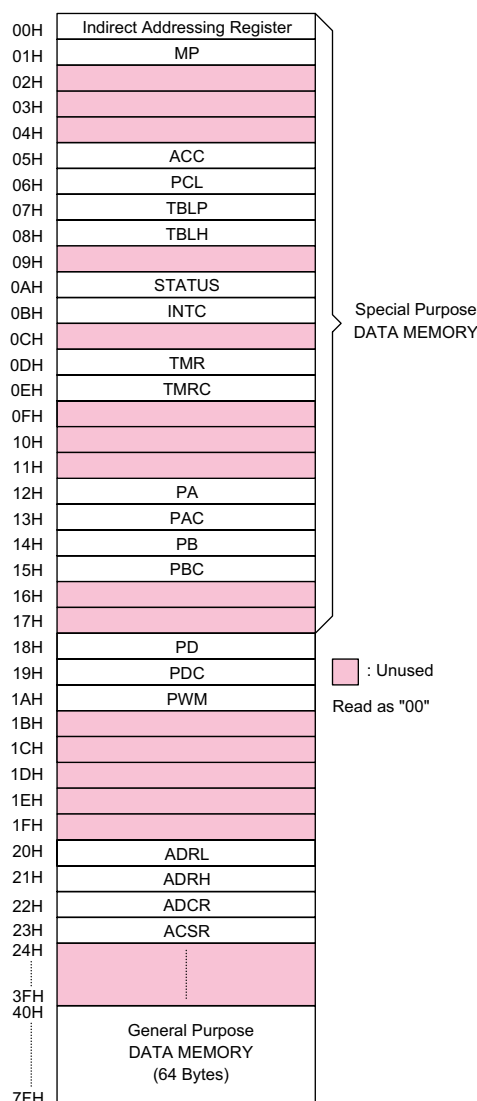 00H Indirect Addressing Register
01H MP
02H
03H
04H
05H ACC
06H PCL
07H TBLP
08H TBLH
09H
0AH STATUS
0BH INTC
0CH
0DH TMR
0EH TMRC
0FH
10H
11H
12H PA
13H PAC
14H PB
15H PBC
16H
17H
Special Purpose
DATA MEMORY
18H PD
19H PDC
1AH PWM
1BH
1CH
1DH
1EH
1FH
: Unused
Read as "00"
20H ADRL
21H ADRH
22H ADCR
23H ACSR
24H
3FH
40H
General Purpose
DATA MEMORY
(64 Bytes)
7FH